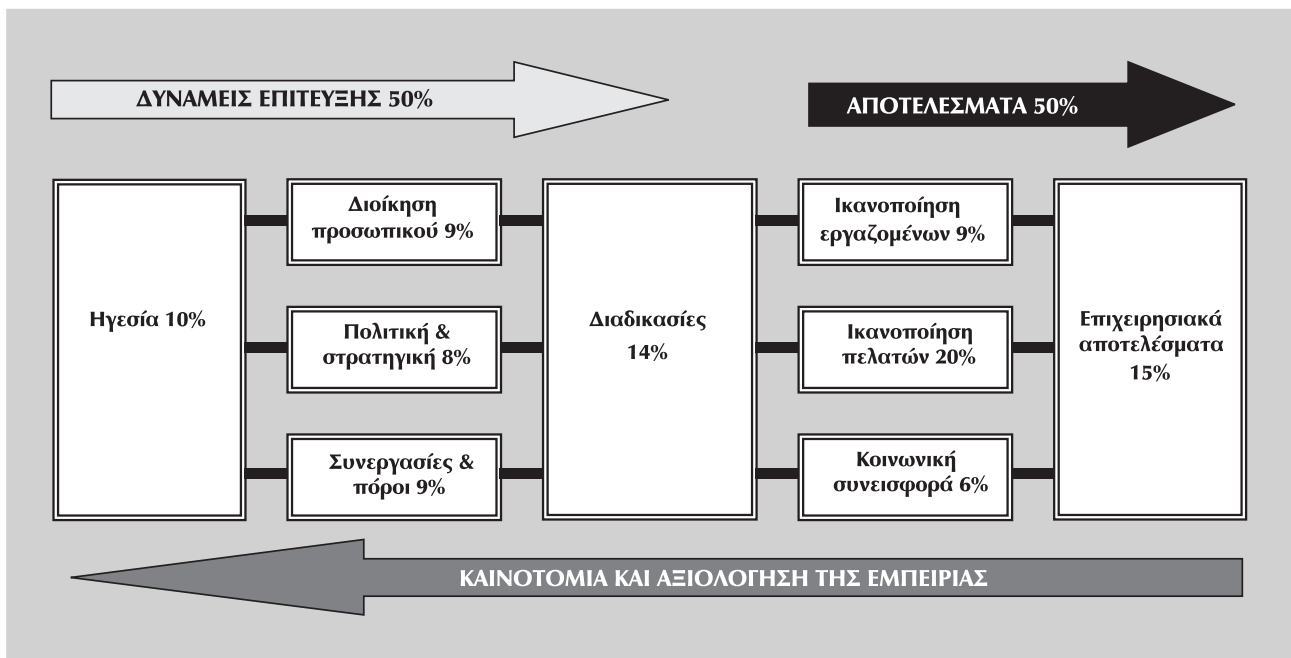 ΔΥΝΑΜΕΙΣ ΕΠΙΤΕΥΞΗΣ 50%
ΑΠΟΤΕΛΕΣΜΑΤΑ 50%
Ηγεσία 10%
Διοίκηση
προσωπικού 9%
Πολιτική &
στρατηγική 8%
Συνεργασίες &
πόροι 9%
Διαδικασίες
14%
Ικανοποίηση
εργαζομένων 9%
Ικανοποίηση
πελατών 20%
Κοινωνική
συνεισφορά 6%
Επιχειρησιακά
αποτελέσματα
15%
ΚΑΙΝΟΤΟΜΙΑ ΚΑΙ ΑΞΙΟΛΟΓΗΣΗ ΤΗΣ ΕΜΠΕΙΡΙΑΣ